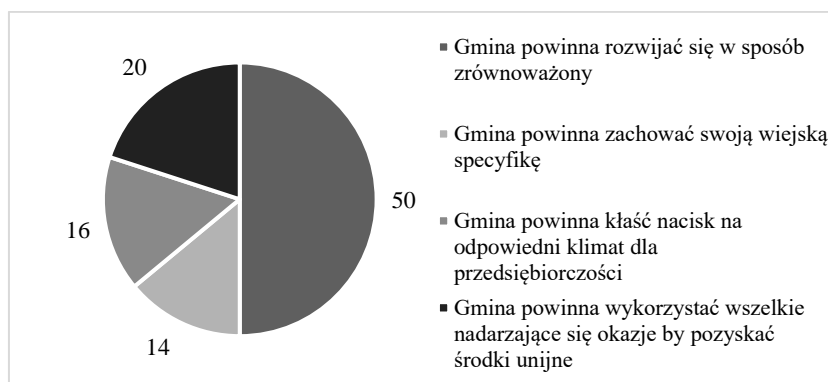 20
50
16
14
Gmina powinna rozwijać się w sposób
zrównoważony
Gmina powinna zachować swoją wiejską
specyfikę
Gmina powinna kłaść nacisk na
odpowiedni klimat dla
przedsiębiorczości
Gmina powinna wykorzystać wszelkie
nadarzające się okazje by pozyskać
środki unijne